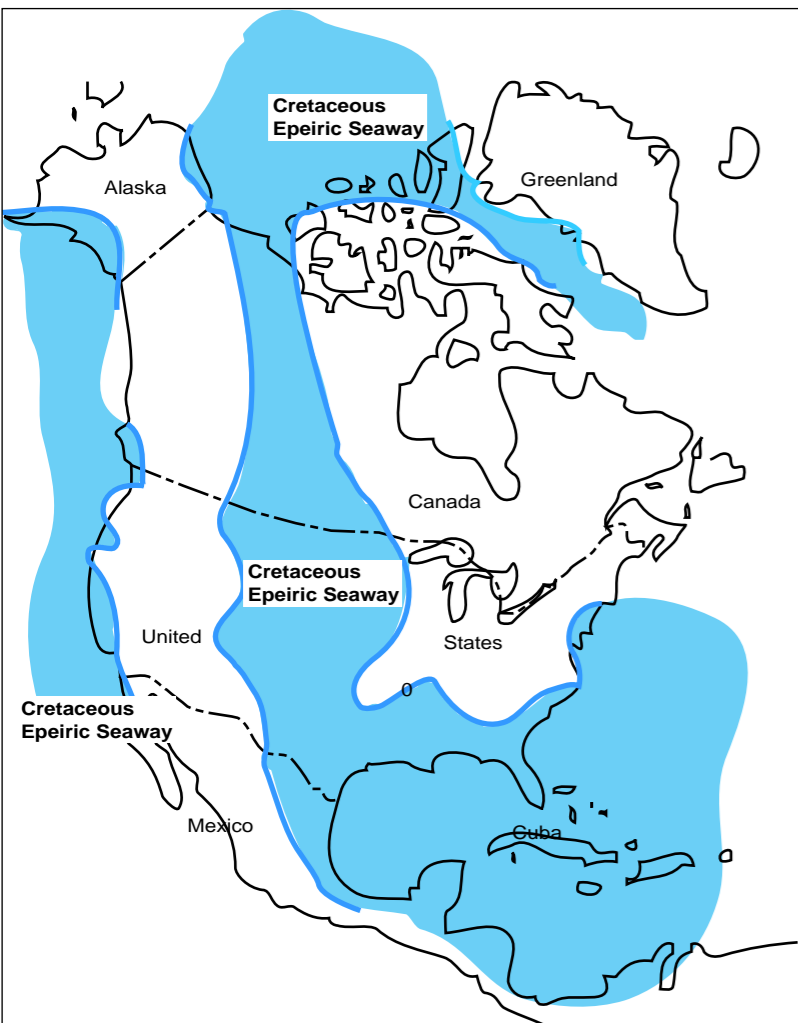 Cretaceous
Epeiric Seaway
Alaska
Greenland
Canada
Cretaceous
Epeiric Seaway
United
States
0
Cretaceous
Epeiric Seaway
Mexico
Cuba